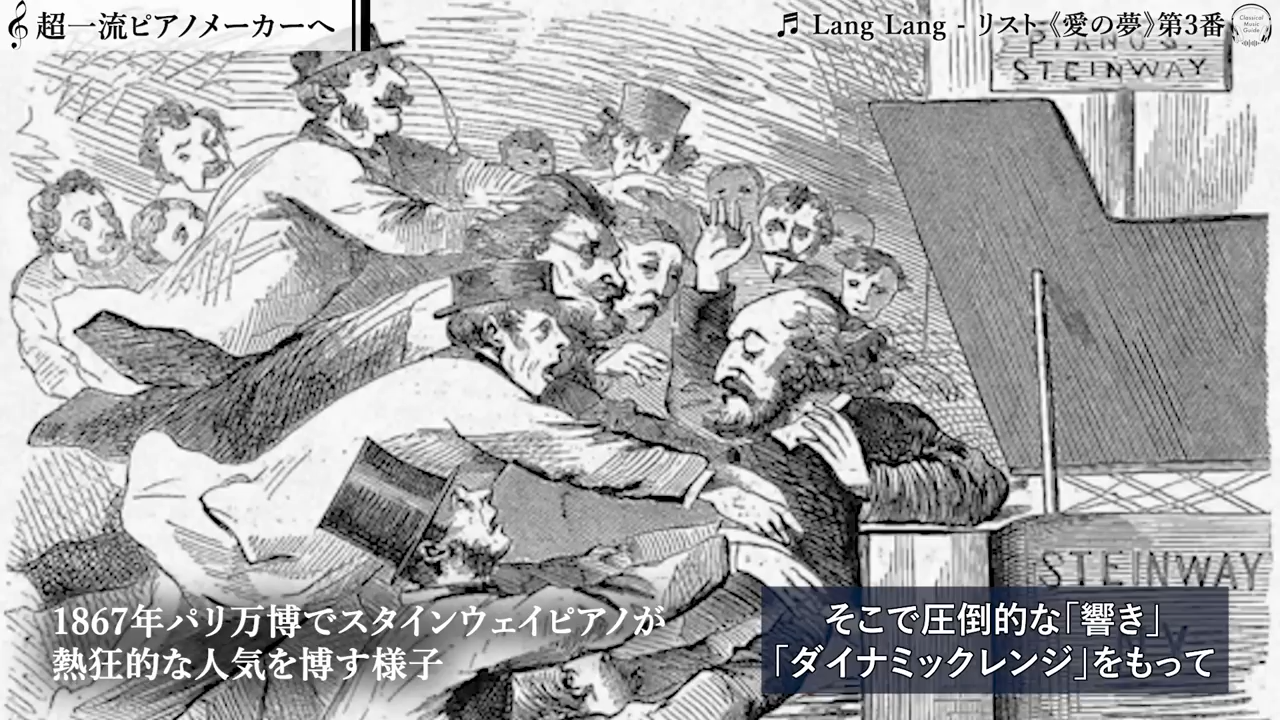 超一流ピアノメーカーへ
♬ Lang Lang - リスト《愛の夢》第3番
Classical
Music
Guide
PIANOS.
STEINWAY
STEINWAY
1867年パリ万博でスタインウェイピアノが
熱狂的な人気を博す様子
そこで圧倒的な「響き」
「ダイナミックレンジ」をもって